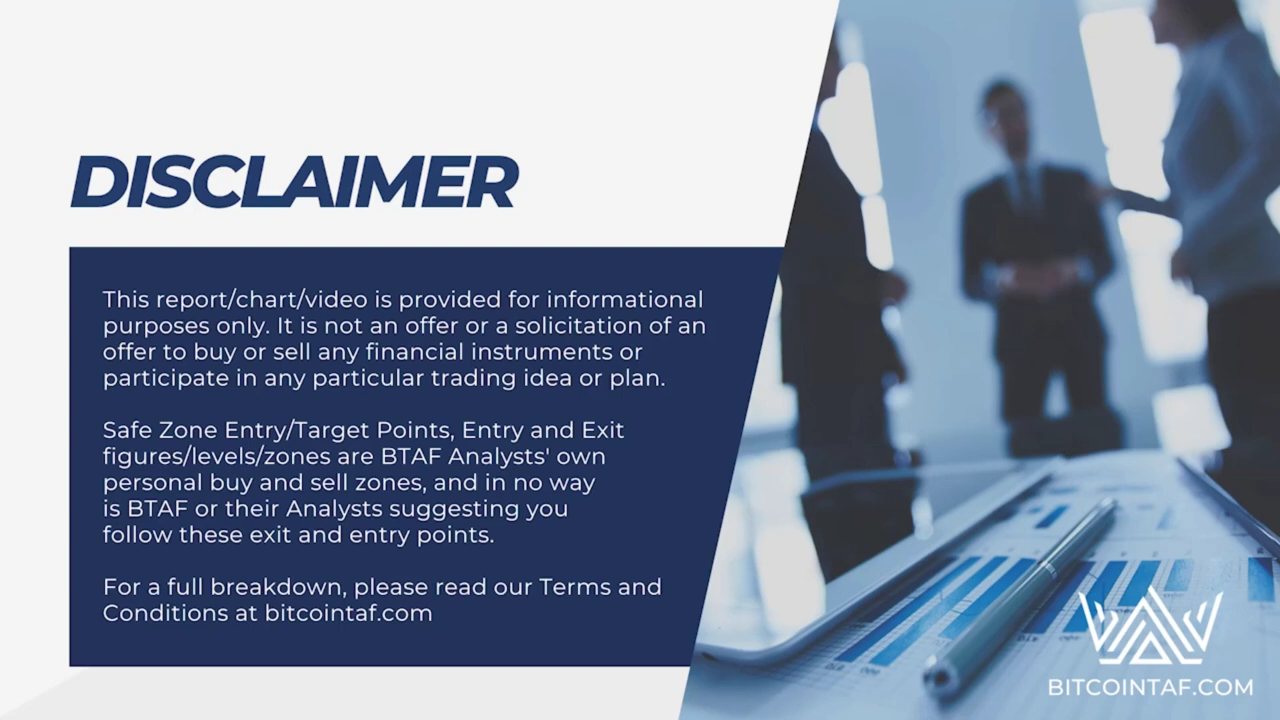 DISCLAIMER
This report/chart/video is provided for informational
purposes only. It is not an offer or a solicitation of an
offer to buy or sell any financial instruments or
participate in any particular trading idea or plan.
Safe Zone Entry/Target Points, Entry and Exit
figures/levels/zones are BTAF Analysts' own
personal buy and sell zones, and in no way
is BTAF or their Analysts suggesting you
follow these exit and entry points.
For a full breakdown, please read our Terms and
Conditions at bitcointaf.com
BITCOINTAF.COM